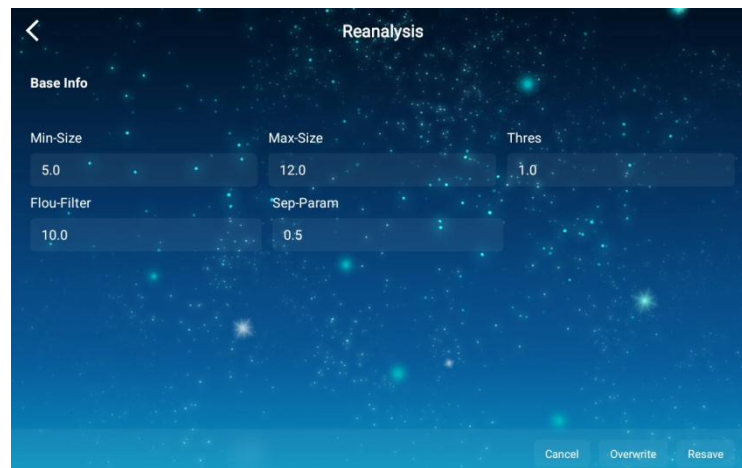 Reanalysis
Base Info
Min-Size Max-Size Thres
5.0 12.0 1.0
Flou-Filter Sep-Param
10.0 0.5
Cancel Overwrite Resave